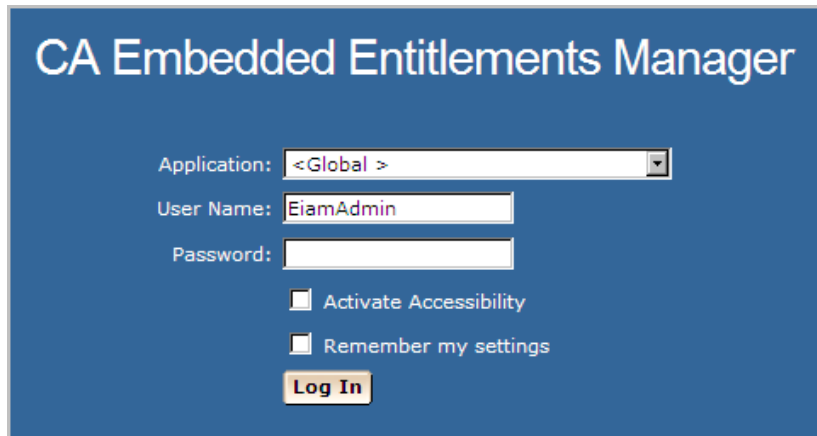 CA Embedded Entitlements Manager
Application: <Global >
User Name: EiamAdmin
Password:
Activate Accessibility
Remember my settings
Log In